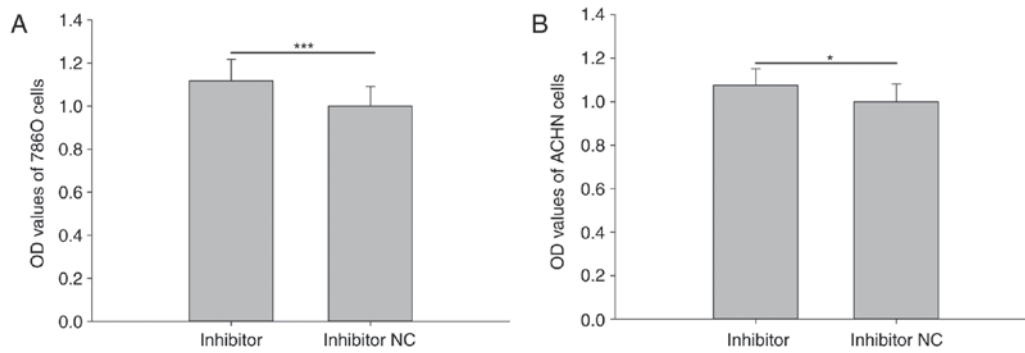 A
OD values of 786O cells
1.4
1.2
1.0
0.8
0.6
0.4
0.2
0.0
***
Inhibitor
Inhibitor NC
B
OD values of ACHN cells
1.4
1.2
1.0
0.8
0.6
0.4
0.2
0.0
*
Inhibitor
Inhibitor NC